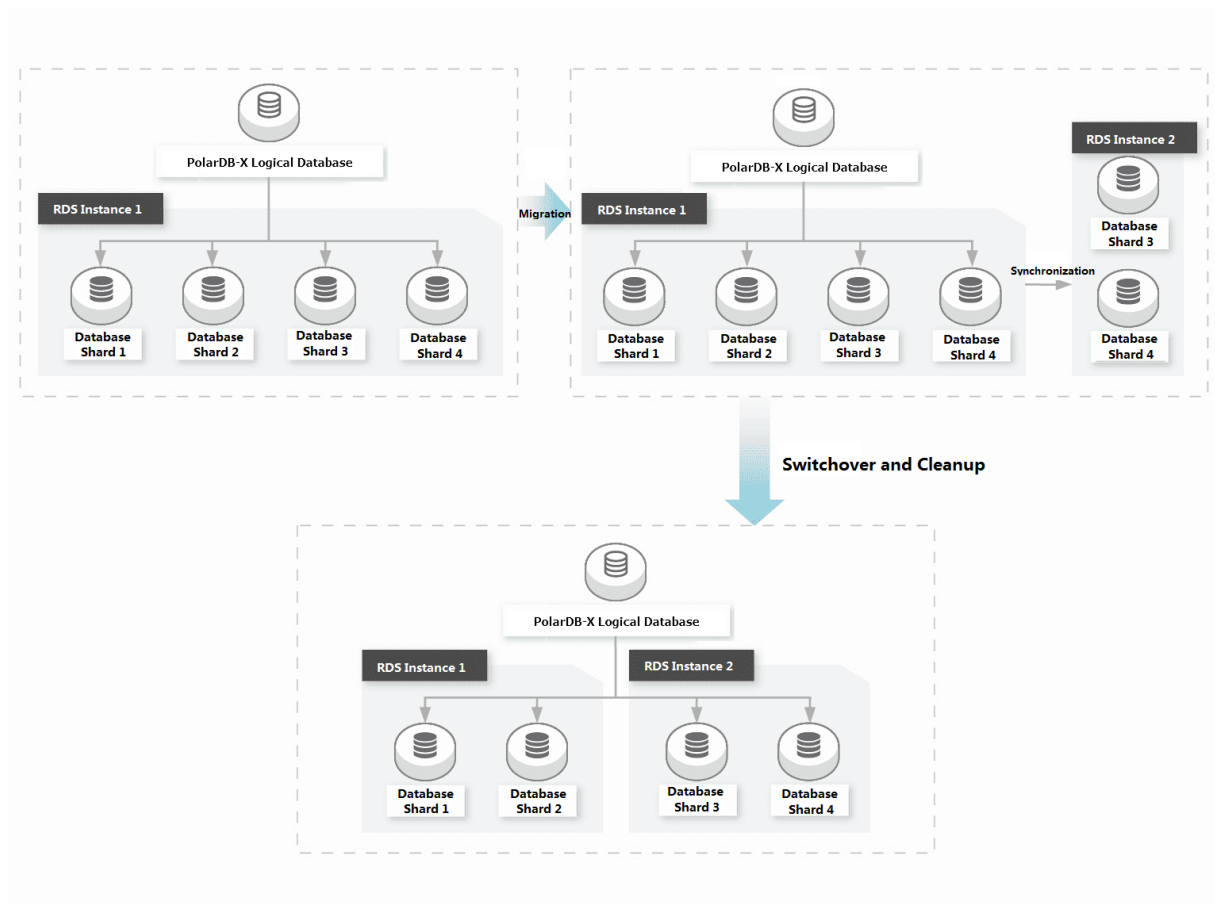 PolarDB-X Logical Database
RDS Instance 1
Database
Shard 1
Database
Shard 2
Database
Shard 3
Database
Shard 4
Migration
PolarDB-X Logical Database
RDS Instance 1
Database
Shard 1
Database
Shard 2
Database
Shard 3
Database
Shard 4
Synchronization
RDS Instance 2
Database
Shard 3
Database
Shard 4
Switchover and Cleanup
PolarDB-X Logical Database
RDS Instance 1
RDS Instance 2
Database
Shard 1
Database
Shard 2
Database
Shard 3
Database
Shard 4